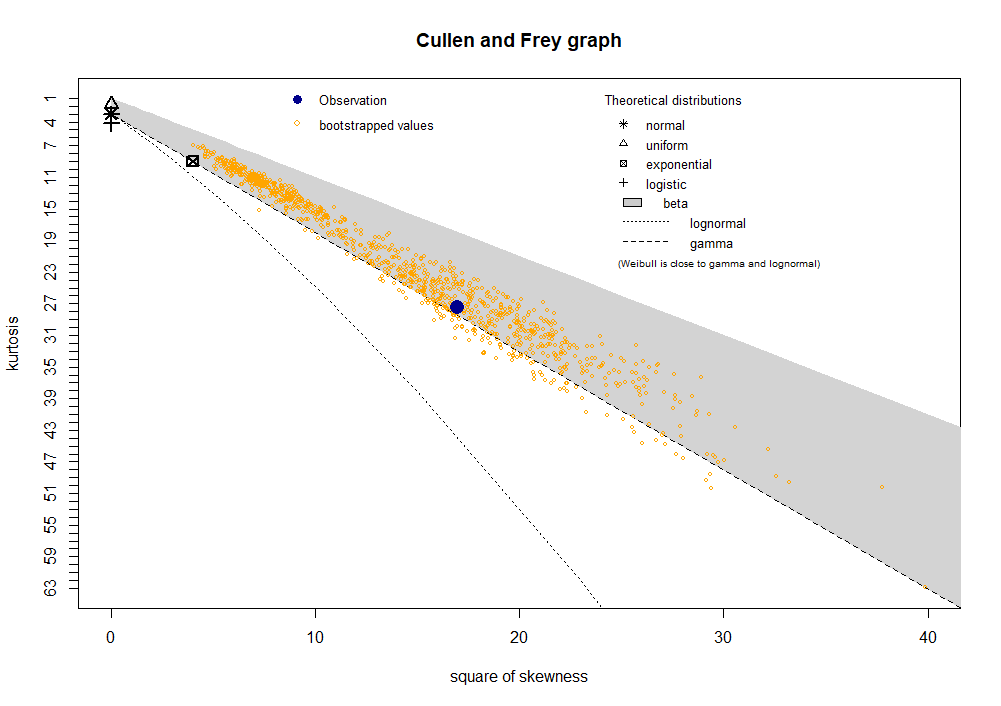 Cullen and Frey graph
Observation
bootstrapped values
Theoretical distributions
normal
uniform
exponential
logistic
beta
lognormal
gamma
(Weibull is close to gamma and lognormal)
kurtosis
1
4
7
11
15
19
23
27
31
35
39
43
47
51
55
59
63
0 10 20 30 40
square of skewness